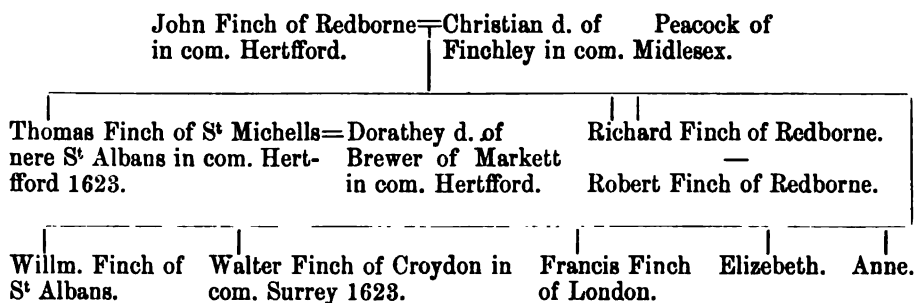 John Finch of Redborne=Christian d. of Peacock of
in com. Hertfford. Finchley in com. Midlesex.
Thomas Finch of Sᵗ Michells=Dorathey d. of Richard Finch of Redborne.
nere Sᵗ Albans in com. Hert- Brewer of Markett —
fford 1623. in com. Hertfford. Robert Finch of Redborne.
Willm. Finch of Walter Finch of Croydon in Francis Finch Elizebeth. Anne.
Sᵗ Albans. com. Surrey 1623. of London.